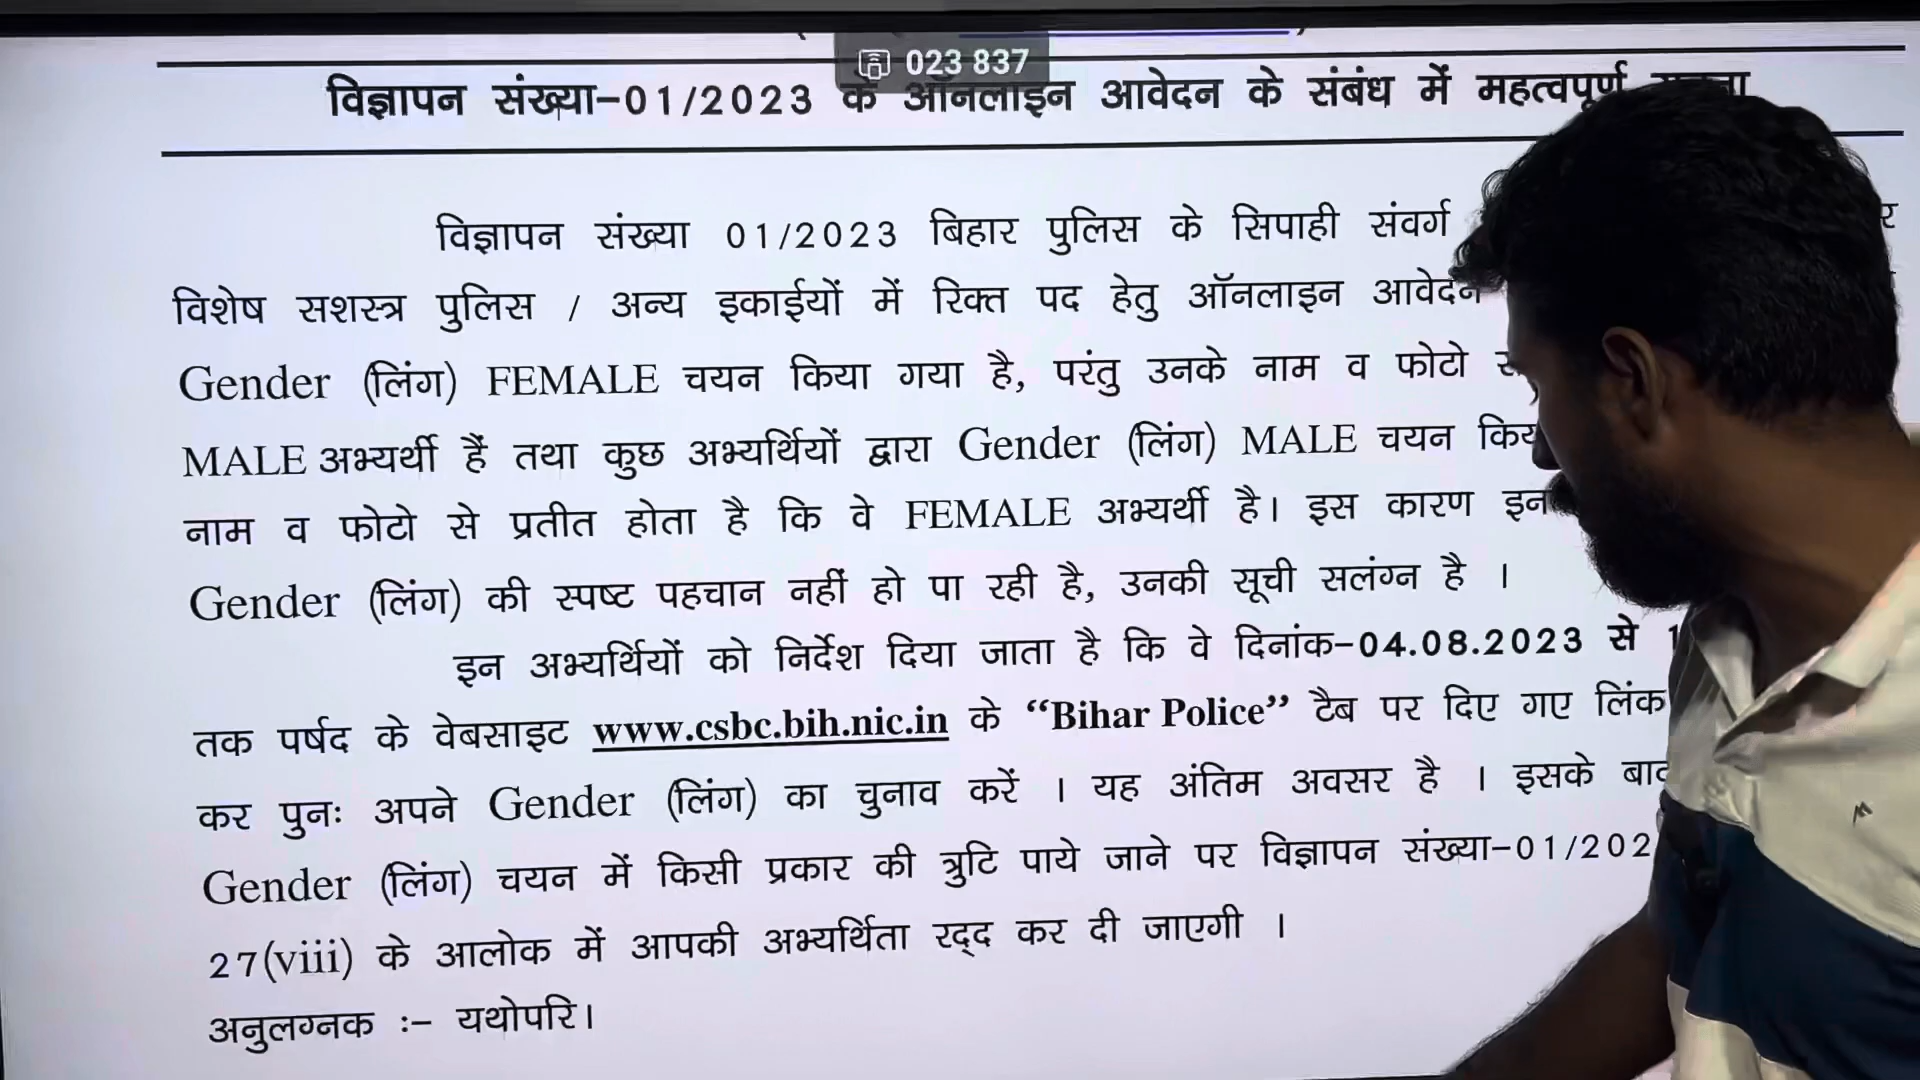 023 837
विज्ञापन संख्या-01/2023 के ऑनलाइन आवेदन के संबंध में महत्वपूर्ण
विज्ञापन संख्या 01/2023 बिहार पुलिस के सिपाही संवर्ग
विशेष सशस्त्र पुलिस / अन्य इकाईयों में रिक्त पद हेतु ऑनलाइन आवेदन
Gender (लिंग) FEMALE चयन किया गया है, परंतु उनके नाम व फोटो
MALE अभ्यर्थी हैं तथा कुछ अभ्यर्थियों द्वारा Gender (लिंग) MALE चयन
नाम व फोटो से प्रतीत होता है कि वे FEMALE अभ्यर्थी है। इस कारण
Gender (लिंग) की स्पष्ट पहचान नहीं हो पा रही है, उनकी सूची सलंग्न है ।
इन अभ्यर्थियों को निर्देश दिया जाता है कि वे दिनांक-04.08.2023 से
तक पर्षद के वेबसाइट www.csbc.bih.nic.in के “Bihar Police” टैब पर दिए गए लिंक
कर पुनः अपने Gender (लिंग) का चुनाव करें । यह अंतिम अवसर है । इसके
Gender (लिंग) चयन में किसी प्रकार की त्रुटि पाये जाने पर विज्ञापन संख्या-01/202
27(viii) के आलोक में आपकी अभ्यर्थिता रद्द कर दी जाएगी ।
अनुलग्नक :- यथोपरि।